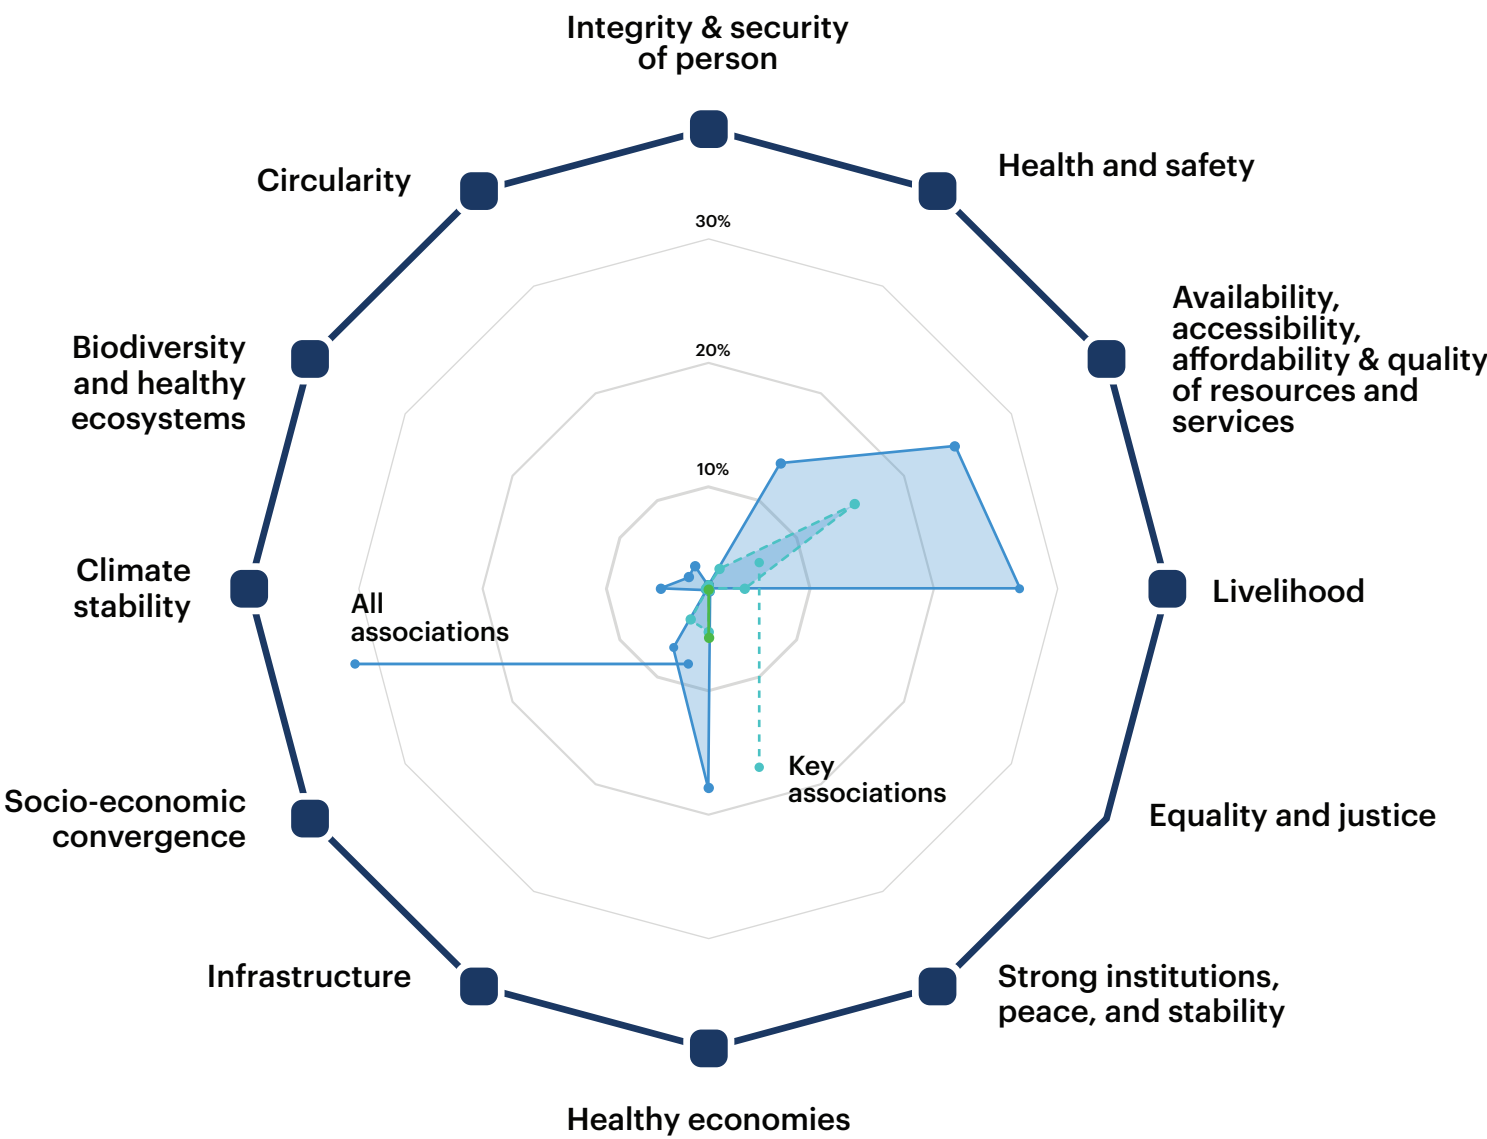 Integrity & security
of person
Circularity
Health and safety
30%
Availability,
accessibility,
affordability & quality
of resources and
services
Biodiversity
and healthy
ecosystems
20%
10%
Climate
stability
All
associations
Livelihood
Key
associations
Socio-economic
convergence
Equality and justice
Infrastructure
Strong institutions,
peace, and stability
Healthy economies